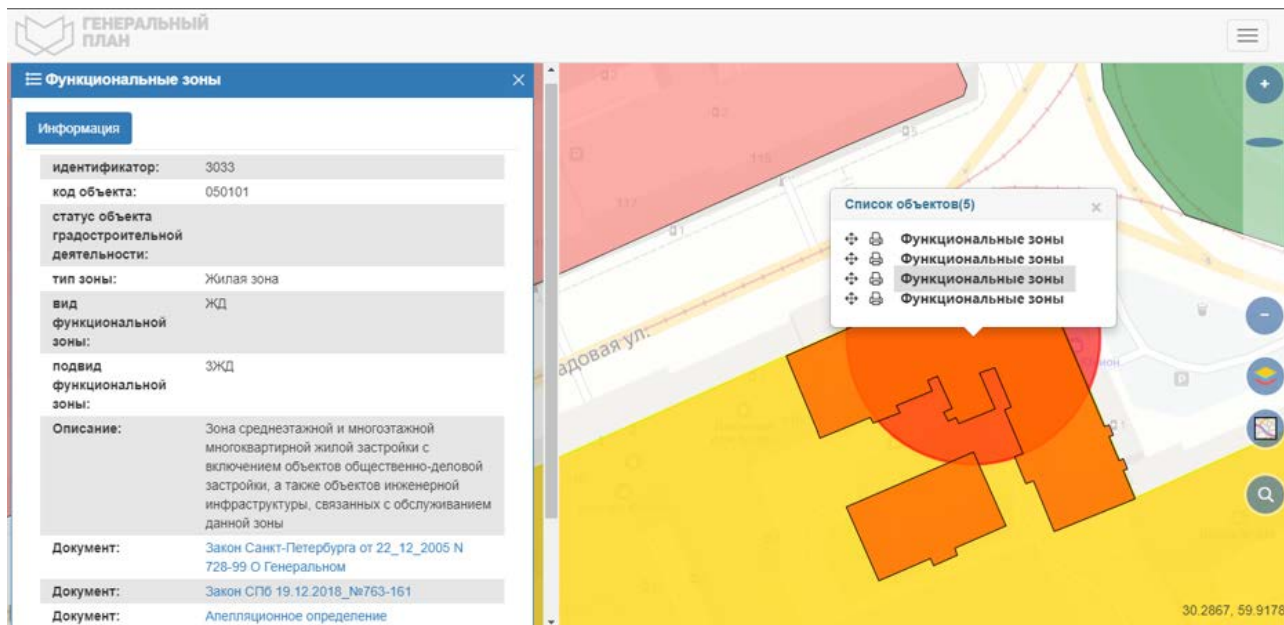 ГЕНЕРАЛЬНЫЙ
ПЛАН
Функциональные зоны
Информация
идентификатор: 3033
код объекта: 050101
статус объекта
градостроительной
деятельности:
тип зоны: Жилая зона
вид ЖД
функциональной
зоны:
подвид 3ЖД
функциональной
зоны:
Описание: Зона среднеэтажной и многоэтажной
многоквартирной жилой застройки с
включением объектов общественно-деловой
застройки, а также объектов инженерной
инфраструктуры, связанных с обслуживанием
данной зоны
Документ: Закон Санкт-Петербурга от 22_12_2005 N
728-99 О Генеральном
Документ: Закон СПб 19.12.2018_№763-161
Документ: Апелляционное определение
115
117
Список объектов(5)
Функциональные зоны
Функциональные зоны
Функциональные зоны
Функциональные зоны
адовая ул.
P
30.2867, 59.9178